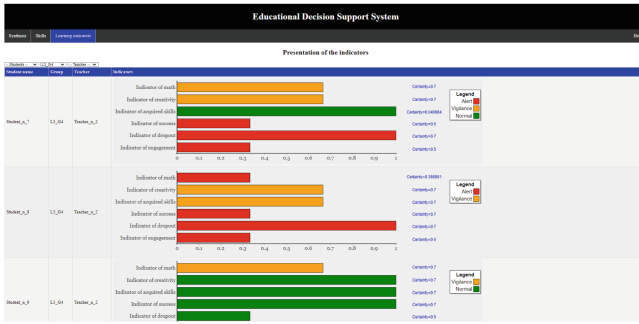 Educational Decision Support System
Synthesis Skills Learning indicators
Presentation of the indicators
-- Students -- L3_G4 -- Teacher --
Student name Group Teacher Indicators
Student_n_7 L3_G4 Teacher_n_2
Indicator of math Certainty=0.7
Indicator of creativity Certainty=0.7
Indicator of acquired skills
Indicator of success Certainty=0.5
Indicator of dropout Certainty=0.7
Indicator of engagement Certainty=0.5
0 0.1 0.2 0.3 0.4 0.5 0.6 0.7 0.8 0.9 1
Legend
Alert
Vigilance
Normal
L3_G4 Teacher_n_2
Indicator of math
Indicator of creativity Certainty=0.7
Indicator of acquired skills Certainty=0.7
Indicator of success Certainty=0.7
Indicator of dropout Certainty=0.7
Indicator of engagement Certainty=0.5
0 0.1 0.2 0.3 0.4 0.5 0.6 0.7 0.8 0.9 1
Legend
Alert
Vigilance
Student_n_9 L3_G4 Teacher_n_2
Indicator of math Certainty=0.7
Indicator of creativity Certainty=0.7
Indicator of acquired skills Certainty=0.7
Indicator of success Certainty=0.7
Indicator of dropout Certainty=0.5
Legend
Vigilance
Normal